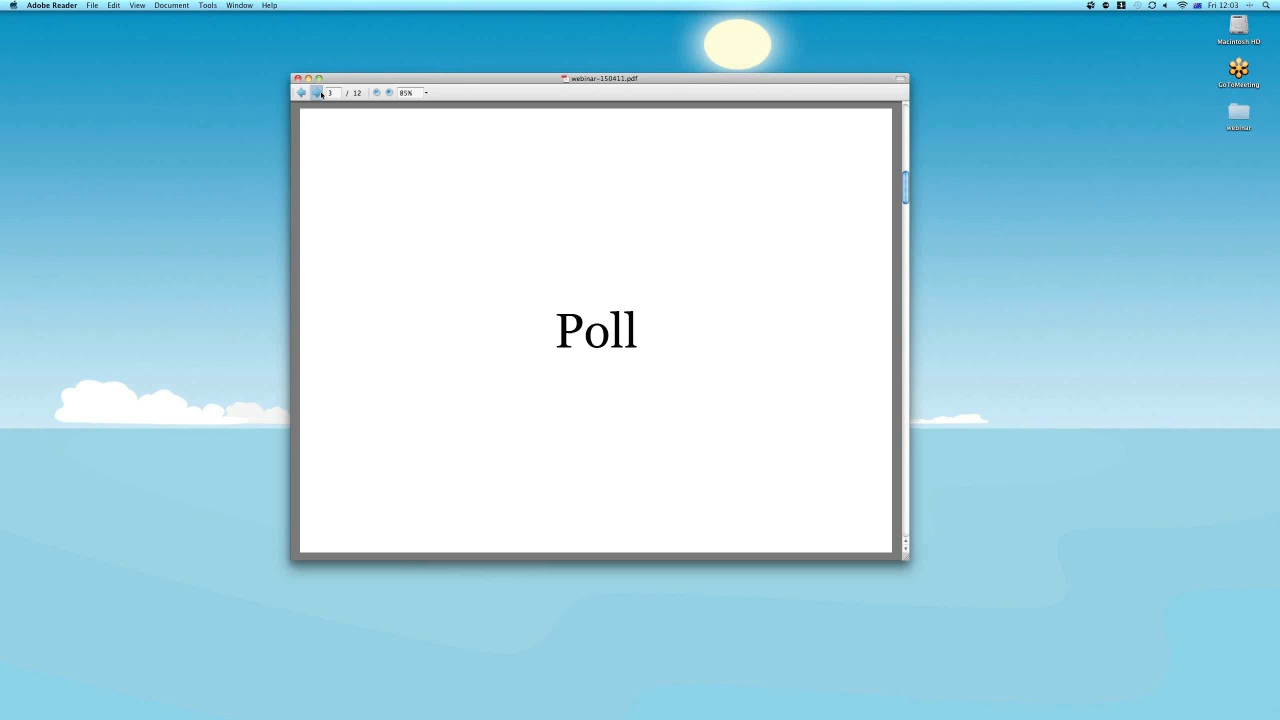 Adobe Reader File Edit View Document Tools Window Help Fri 12:03
webinar-150411.pdf
3 / 12 85%
Poll
Macintosh HD
GoToMeeting
webinar